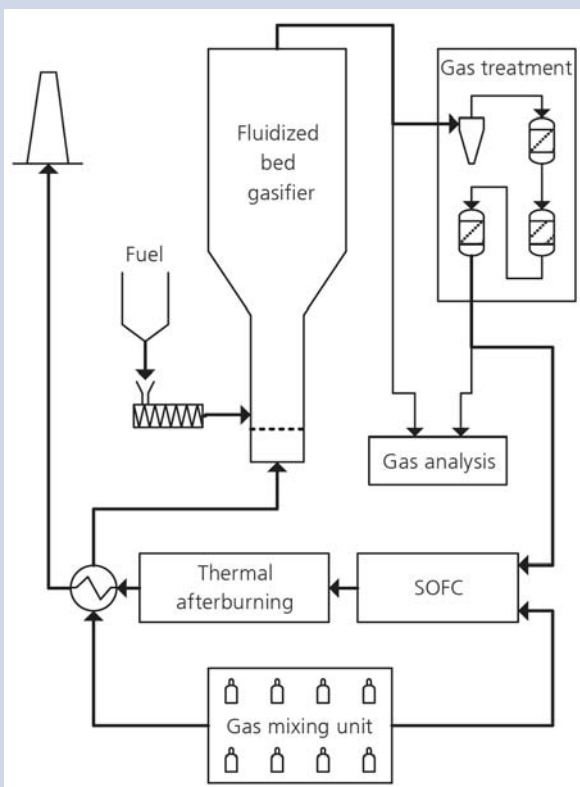 Gas treatment
Fluidized
bed
gasifier
Fuel
Gas analysis
Thermal
afterburning
SOFC
Gas mixing unit